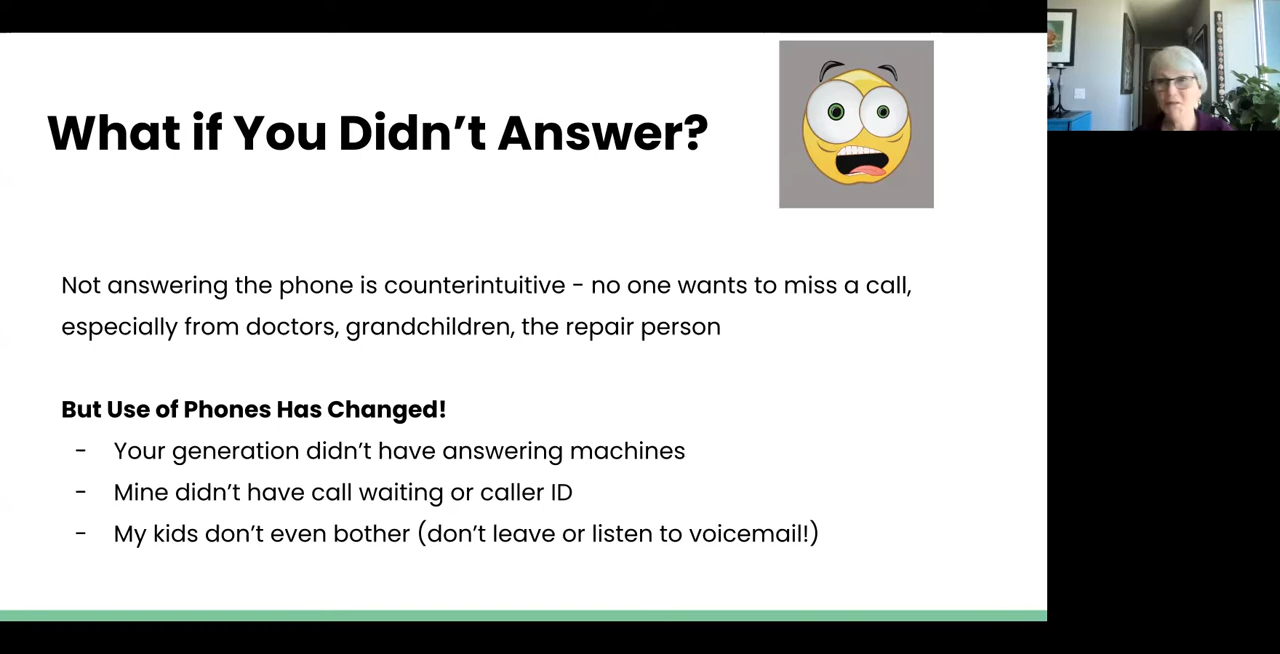 What if You Didn't Answer?
Not answering the phone is counterintuitive - no one wants to miss a call,
especially from doctors, grandchildren, the repair person
But Use of Phones Has Changed!
- Your generation didn't have answering machines
- Mine didn't have call waiting or caller ID
- My kids don't even bother (don't leave or listen to voicemail!)